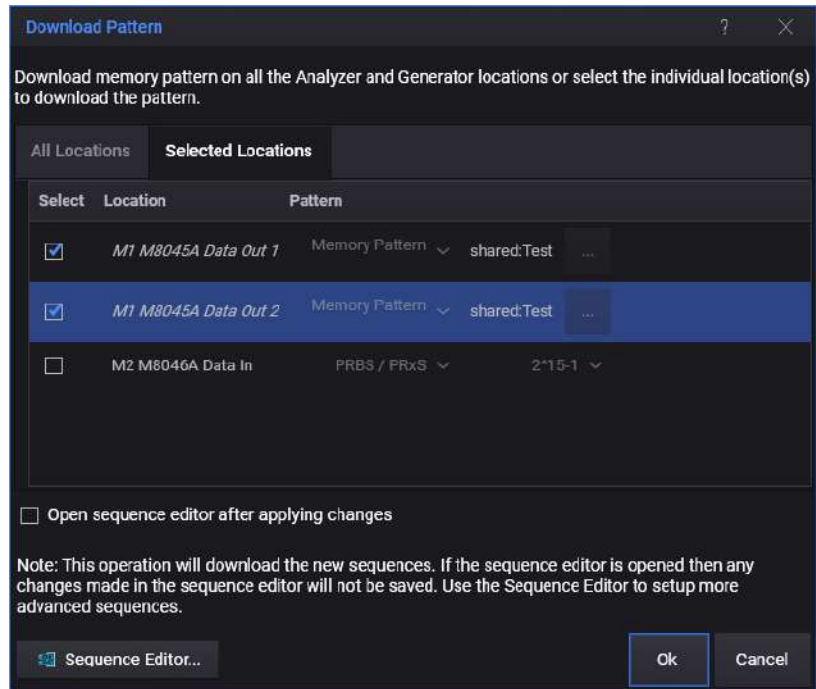 Download Pattern ?
Download memory pattern on all the Analyzer and Generator locations or select the individual location(s)
to download the pattern.
All Locations Selected Locations
Select Location Pattern
M1 M8045A Data Out 1 Memory Pattern shared:Test ...
M1 M8045A Data Out 2 Memory Pattern shared:Test ...
M2 M8046A Data In PRBS / PRxS 2^15-1
Open sequence editor after applying changes
Note: This operation will download the new sequences. If the sequence editor is opened then any
changes made in the sequence editor will not be saved. Use the Sequence Editor to setup more
advanced sequences.
Sequence Editor... Ok Cancel